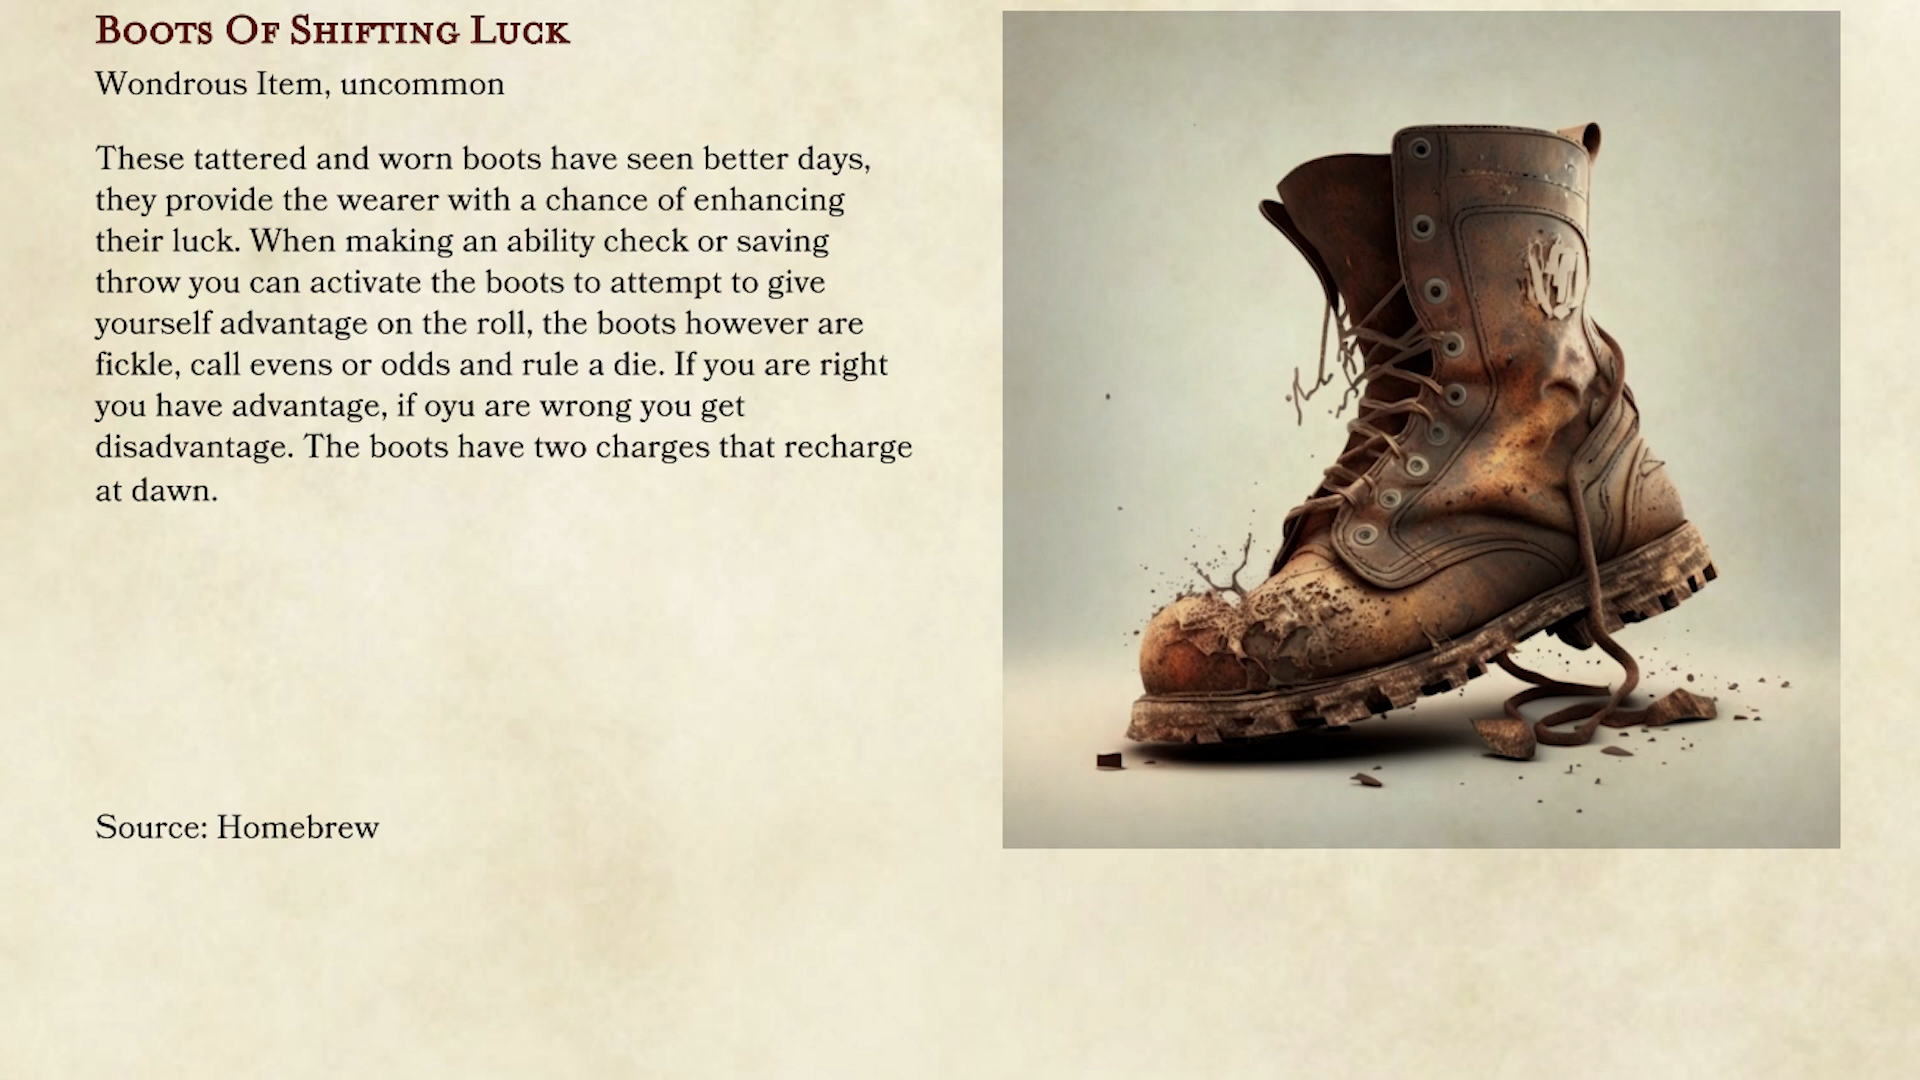 Boots Of Shifting Luck
Wondrous Item, uncommon
These tattered and worn boots have seen better days,
they provide the wearer with a chance of enhancing
their luck. When making an ability check or saving
throw you can activate the boots to attempt to give
yourself advantage on the roll, the boots however are
fickle, call evens or odds and rule a die. If you are right
you have advantage, if oyu are wrong you get
disadvantage. The boots have two charges that recharge
at dawn.
Source: Homebrew